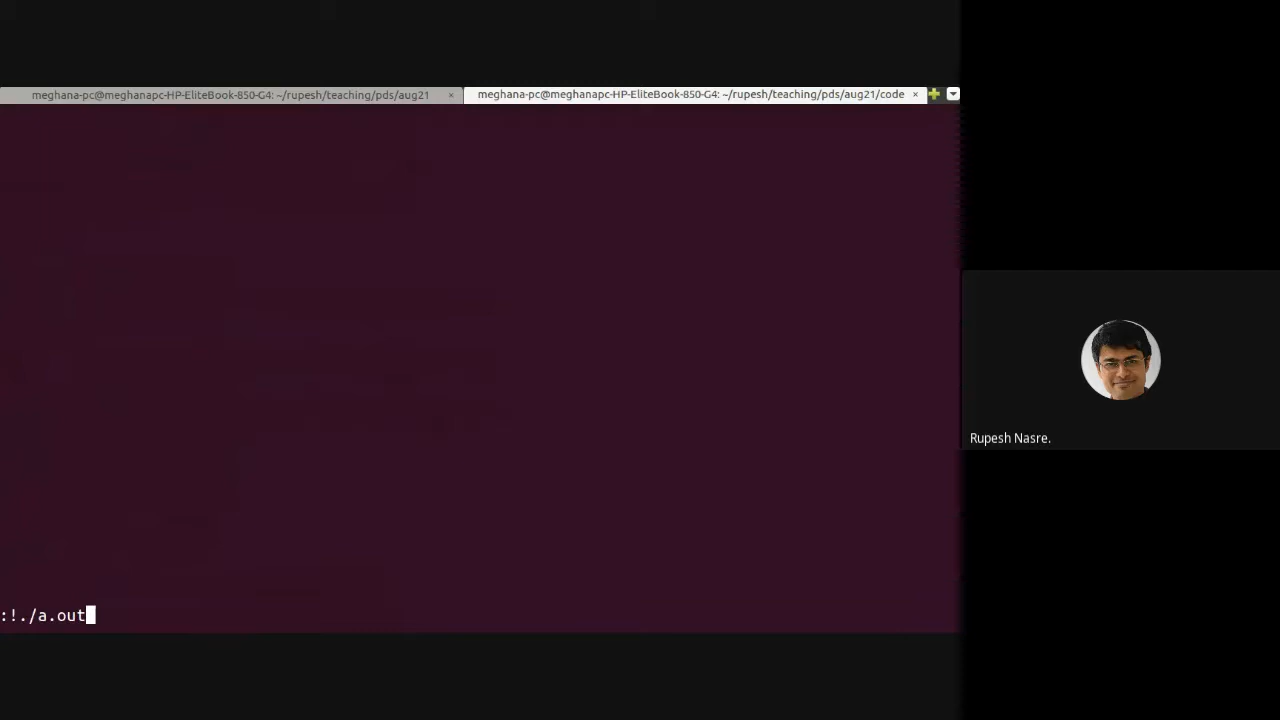 meghana-pc@meghanapc-HP-EliteBook-850-G4: ~/rupesh/teaching/pds/aug21 ×
meghana-pc@meghanapc-HP-EliteBook-850-G4: ~/rupesh/teaching/pds/aug21/code ×
Rupesh Nasre.
:!./a.out